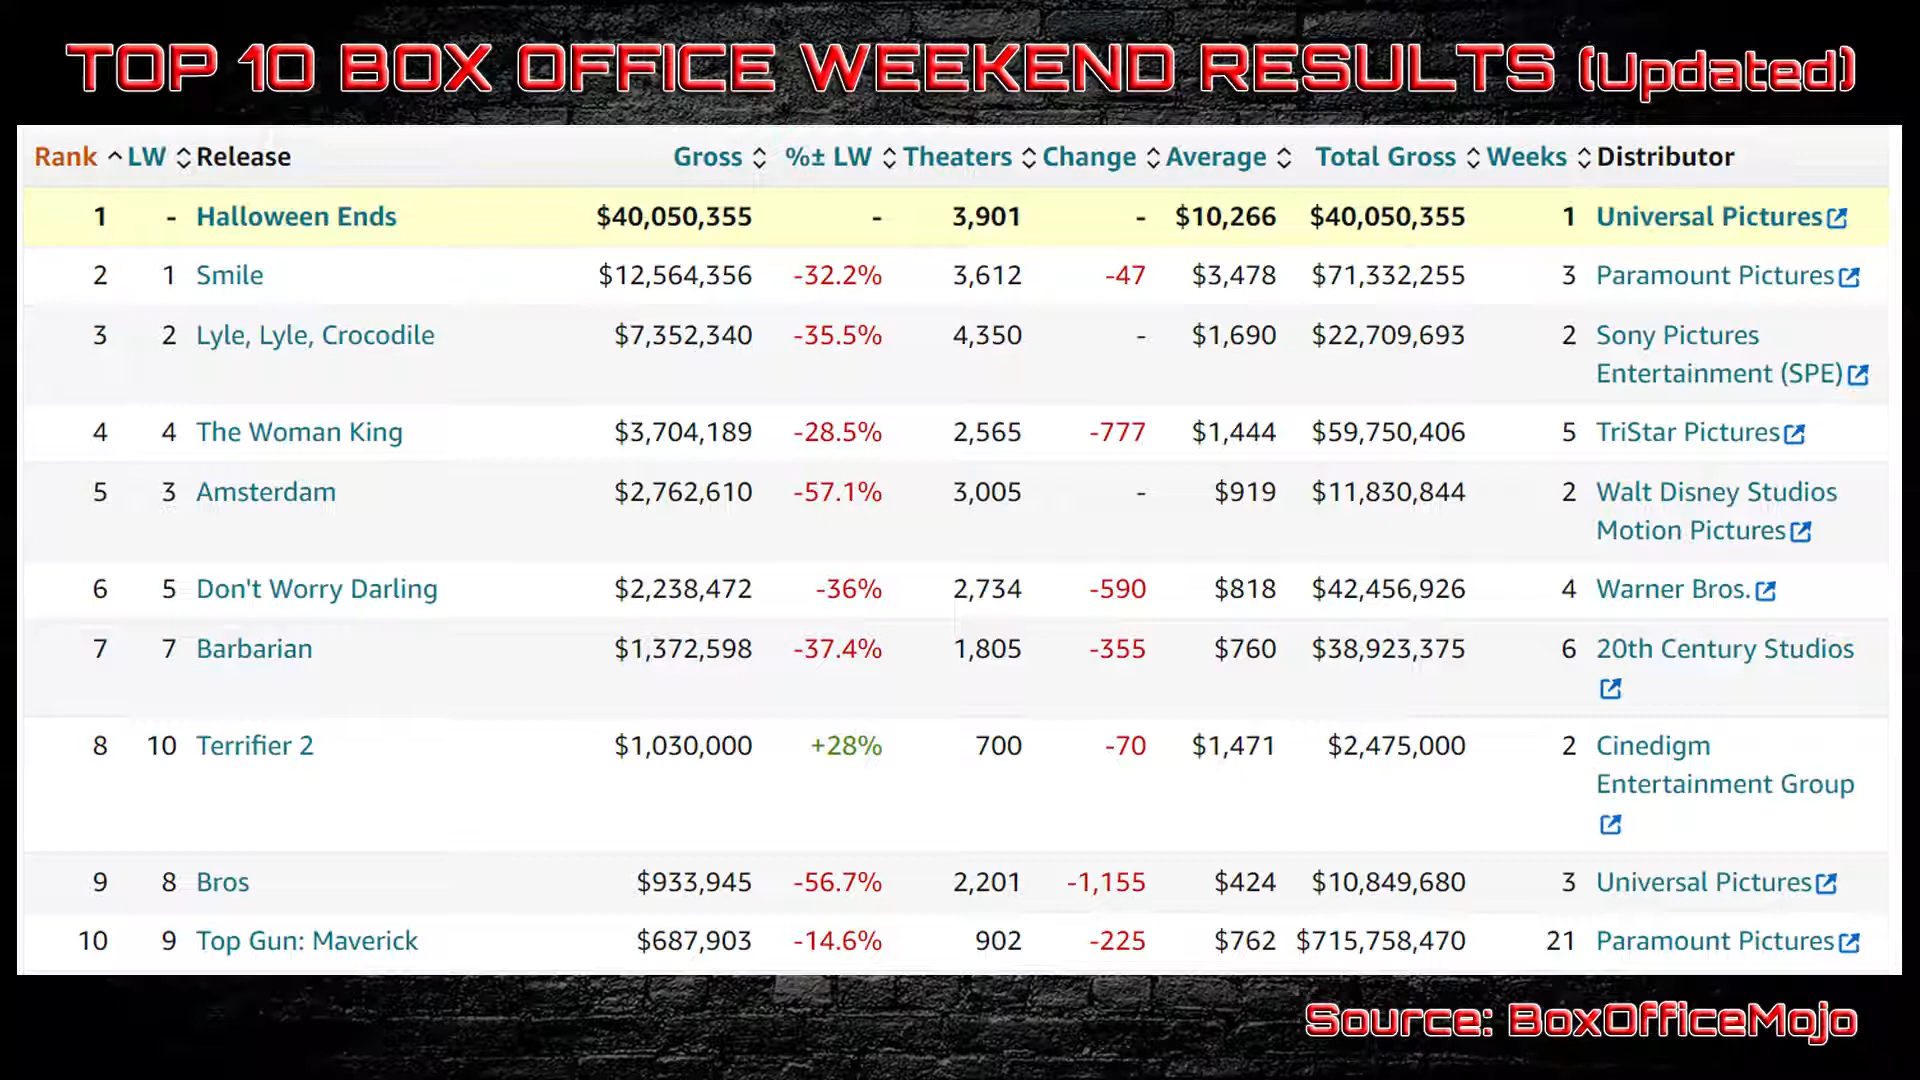 TOP 10 BOX OFFICE WEEKEND RESULTS (Updated)
Rank LW Release Gross %± LW Theaters Change Average Total Gross Weeks Distributor
1 - Halloween Ends $40,050,355 - 3,901 - $10,266 $40,050,355 1 Universal Pictures
2 1 Smile $12,564,356 -32.2% 3,612 -47 $3,478 $71,332,255 3 Paramount Pictures
3 2 Lyle, Lyle, Crocodile $7,352,340 -35.5% 4,350 - $1,690 $22,709,693 2 Sony Pictures
Entertainment (SPE)
4 4 The Woman King $3,704,189 -28.5% 2,565 -777 $1,444 $59,750,406 5 TriStar Pictures
5 3 Amsterdam $2,762,610 -57.1% 3,005 - $919 $11,830,844 2 Walt Disney Studios
Motion Pictures
6 5 Don't Worry Darling $2,238,472 -36% 2,734 -590 $818 $42,456,926 4 Warner Bros.
7 7 Barbarian $1,372,598 -37.4% 1,805 -355 $760 $38,923,375 6 20th Century Studios
8 10 Terrifier 2 $1,030,000 +28% 700 -70 $1,471 $2,475,000 2 Cinedigm
Entertainment Group
9 8 Bros $933,945 -56.7% 2,201 -1,155 $424 $10,849,680 3 Universal Pictures
10 9 Top Gun: Maverick $687,903 -14.6% 902 -225 $762 $715,758,470 21 Paramount Pictures
Source: BoxOfficeMojo